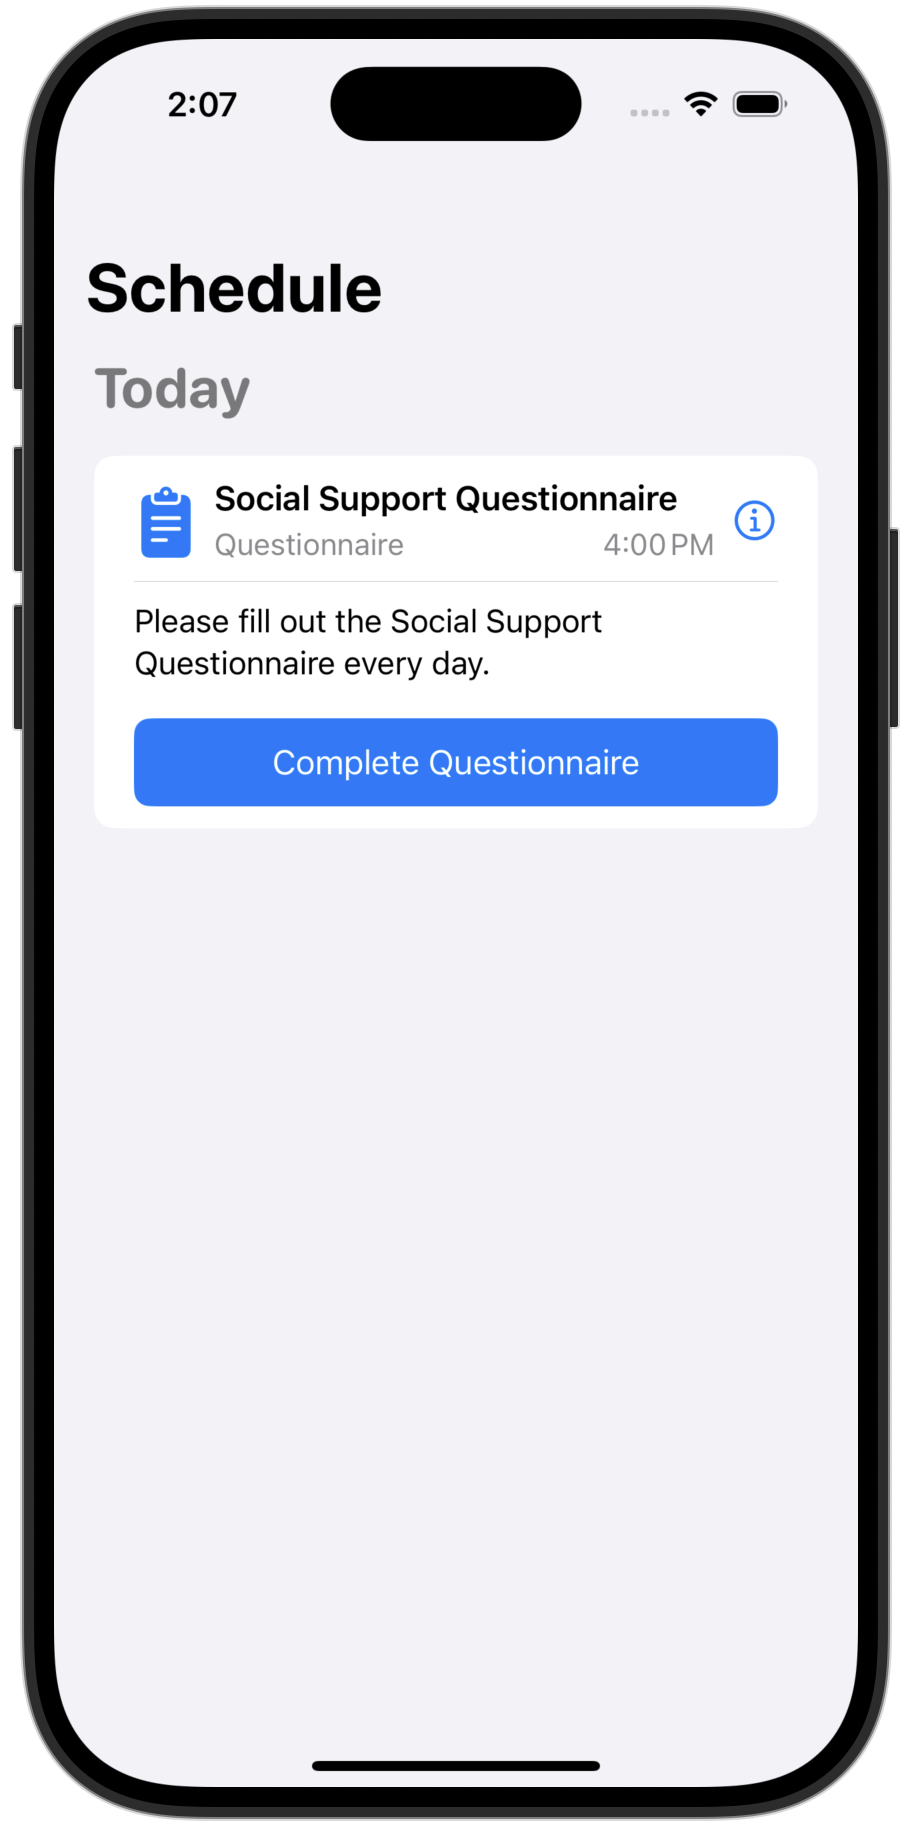 2:07
Schedule
Today
Social Support Questionnaire
Questionnaire 4:00 PM
Please fill out the Social Support
Questionnaire every day.
Complete Questionnaire